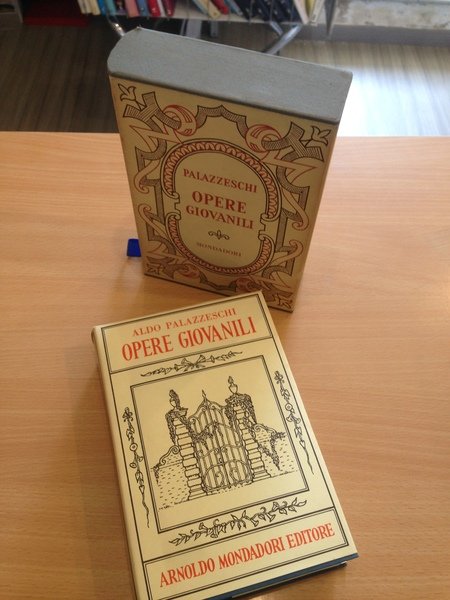 PALAZZESCHI
OPERE
GIOVANILI
MONDADORI
ALDO PALAZZESCHI
OPERE GIOVANILI
ARNOLDO MONDADORI EDITORE